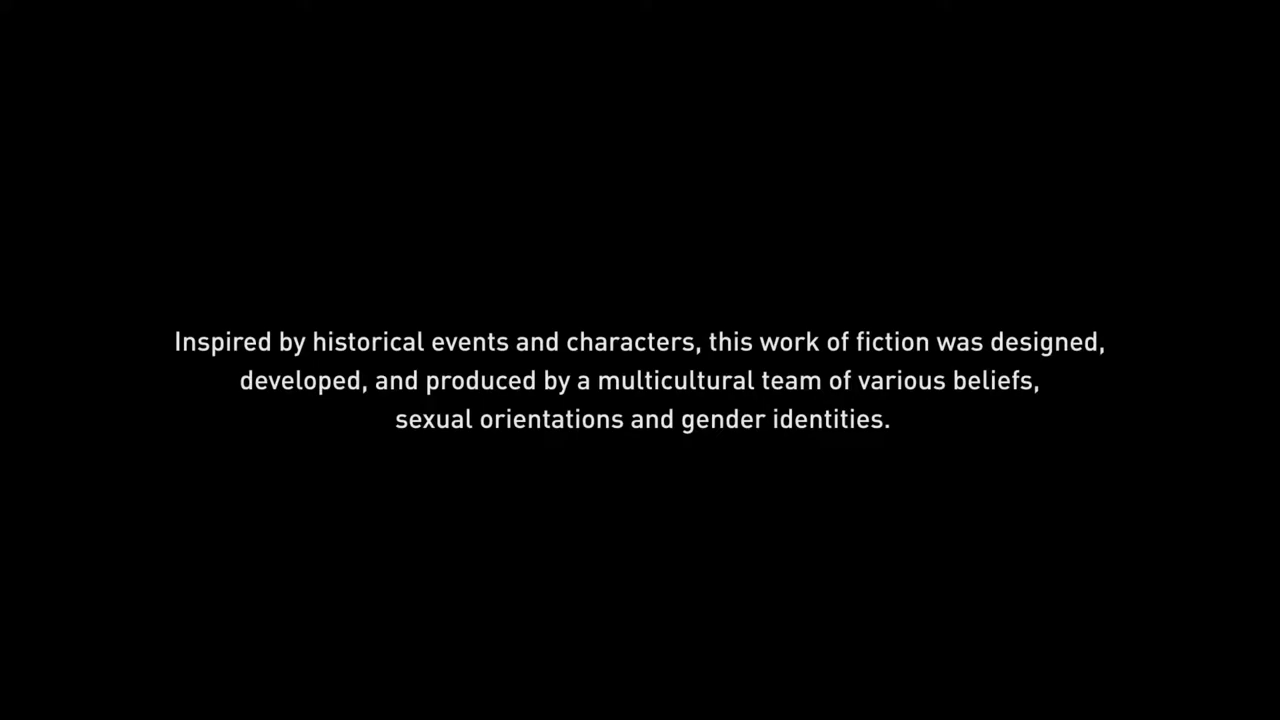 Inspired by historical events and characters, this work of fiction was designed,
developed, and produced by a multicultural team of various beliefs,
sexual orientations and gender identities.